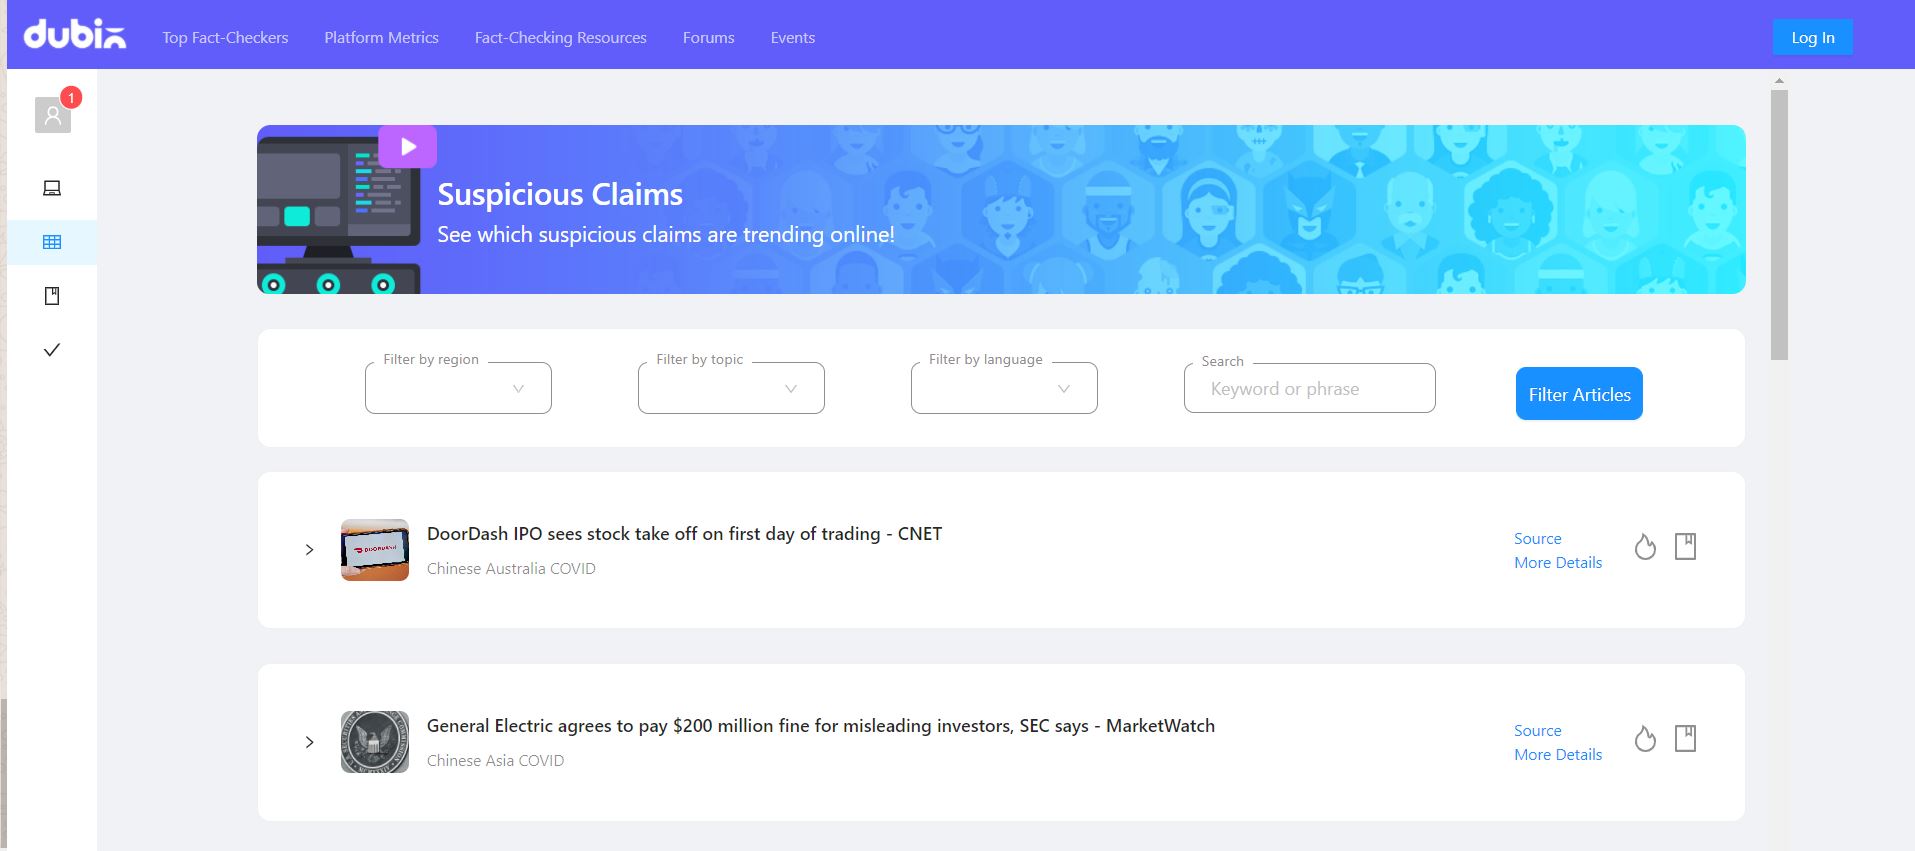 dubix
Top Fact-Checkers
Platform Metrics
Fact-Checking Resources
Forums
Events
Log In
1
Suspicious Claims
See which suspicious claims are trending online!
Filter by region
Filter by topic
Filter by language
Search
Keyword or phrase
Filter Articles
DOORDASH
DoorDash IPO sees stock take off on first day of trading - CNET
Chinese Australia COVID
Source
More Details
General Electric agrees to pay $200 million fine for misleading investors, SEC says - MarketWatch
Chinese Asia COVID
Source
More Details